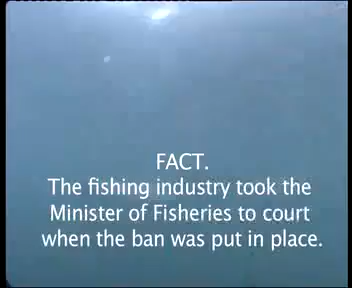 FACT.
The fishing industry took the
Minister of Fisheries to court
when the ban was put in place.